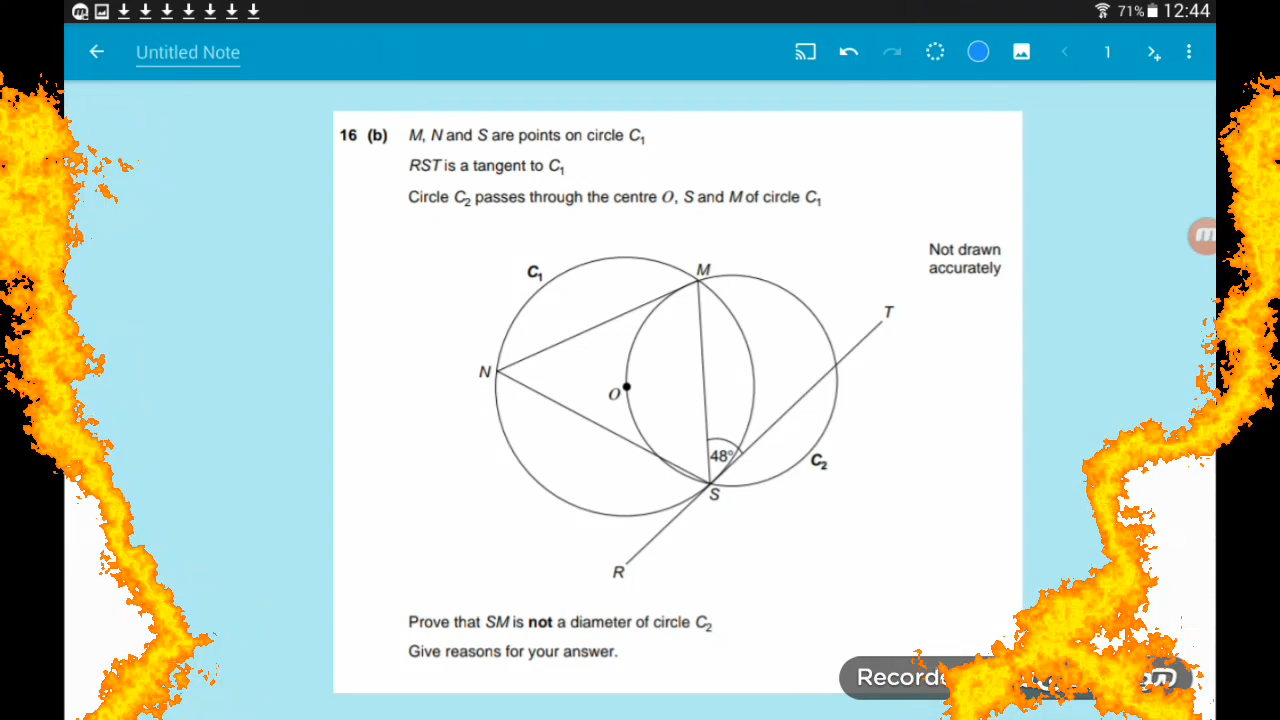 71% 12:44
Untitled Note
1
16 (b) M, N and S are points on circle C₁
RST is a tangent to C₁
Circle C₂ passes through the centre O, S and M of circle C₁
Not drawn
accurately
C₁
M
T
N
O
48°
C₂
S
R
Prove that SM is not a diameter of circle C₂
Give reasons for your answer.